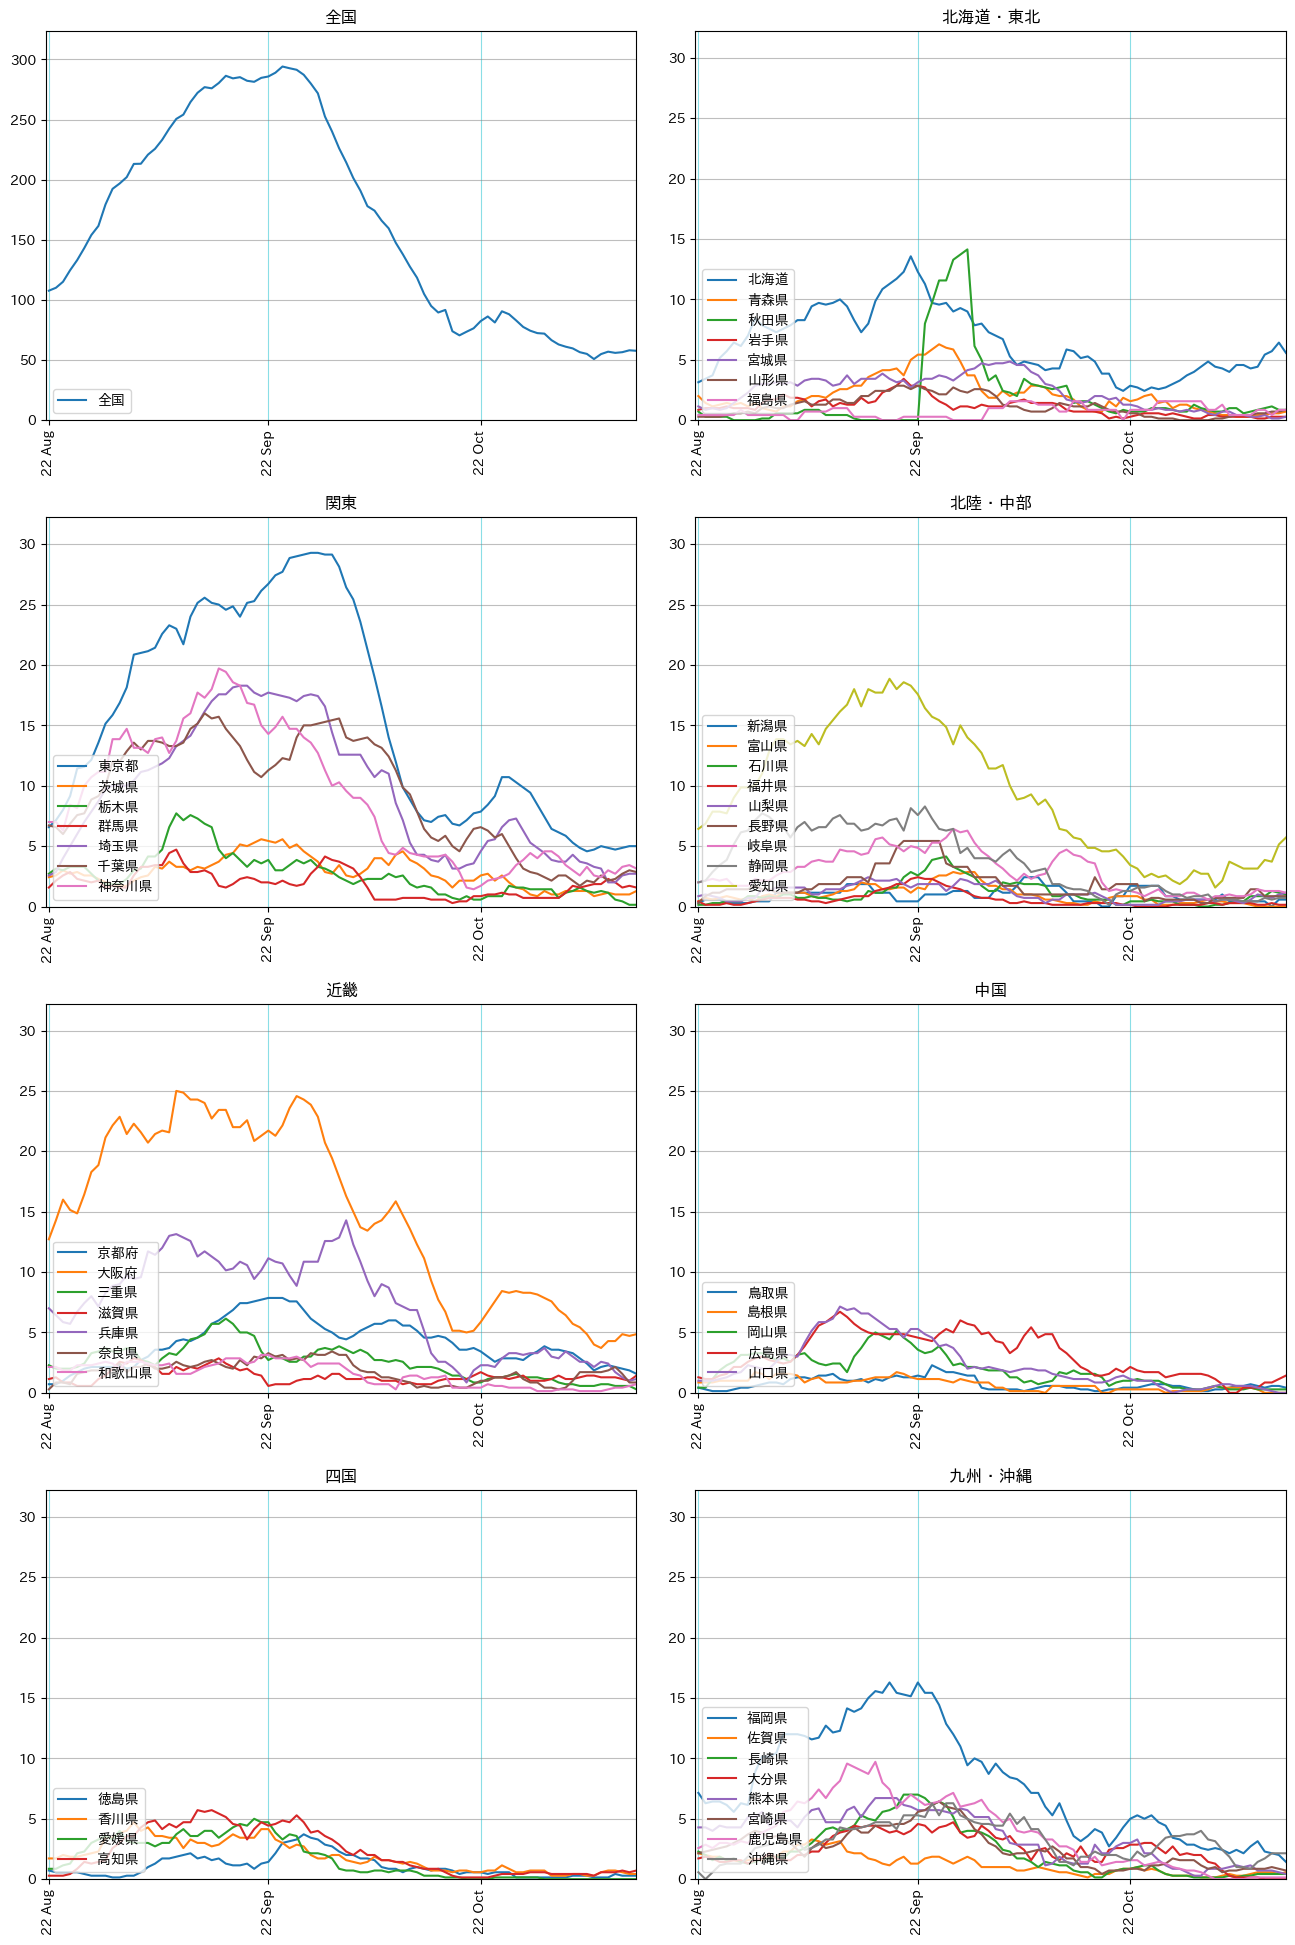 全国
300
250
200
150
100
50
0
全国
22 Aug
22 Sep
22 Oct
北海道・東北
30
25
20
15
10
5
0
北海道
青森県
秋田県
岩手県
宮城県
山形県
福島県
22 Aug
22 Sep
22 Oct
関東
30
25
20
15
10
5
0
東京都
茨城県
栃木県
群馬県
埼玉県
千葉県
神奈川県
22 Aug
22 Sep
22 Oct
北陸・中部
30
25
20
15
10
5
0
新潟県
富山県
石川県
福井県
山梨県
長野県
岐阜県
静岡県
愛知県
22 Aug
22 Sep
22 Oct
近畿
30
25
20
15
10
5
0
京都府
大阪府
三重県
滋賀県
兵庫県
奈良県
和歌山県
22 Aug
22 Sep
22 Oct
中国
30
25
20
15
10
5
0
鳥取県
島根県
岡山県
広島県
山口県
22 Aug
22 Sep
22 Oct
四国
30
25
20
15
10
5
0
徳島県
香川県
愛媛県
高知県
22 Aug
22 Sep
22 Oct
九州・沖縄
30
25
20
15
10
5
0
福岡県
佐賀県
長崎県
大分県
熊本県
宮崎県
鹿児島県
沖縄県
22 Aug
22 Sep
22 Oct